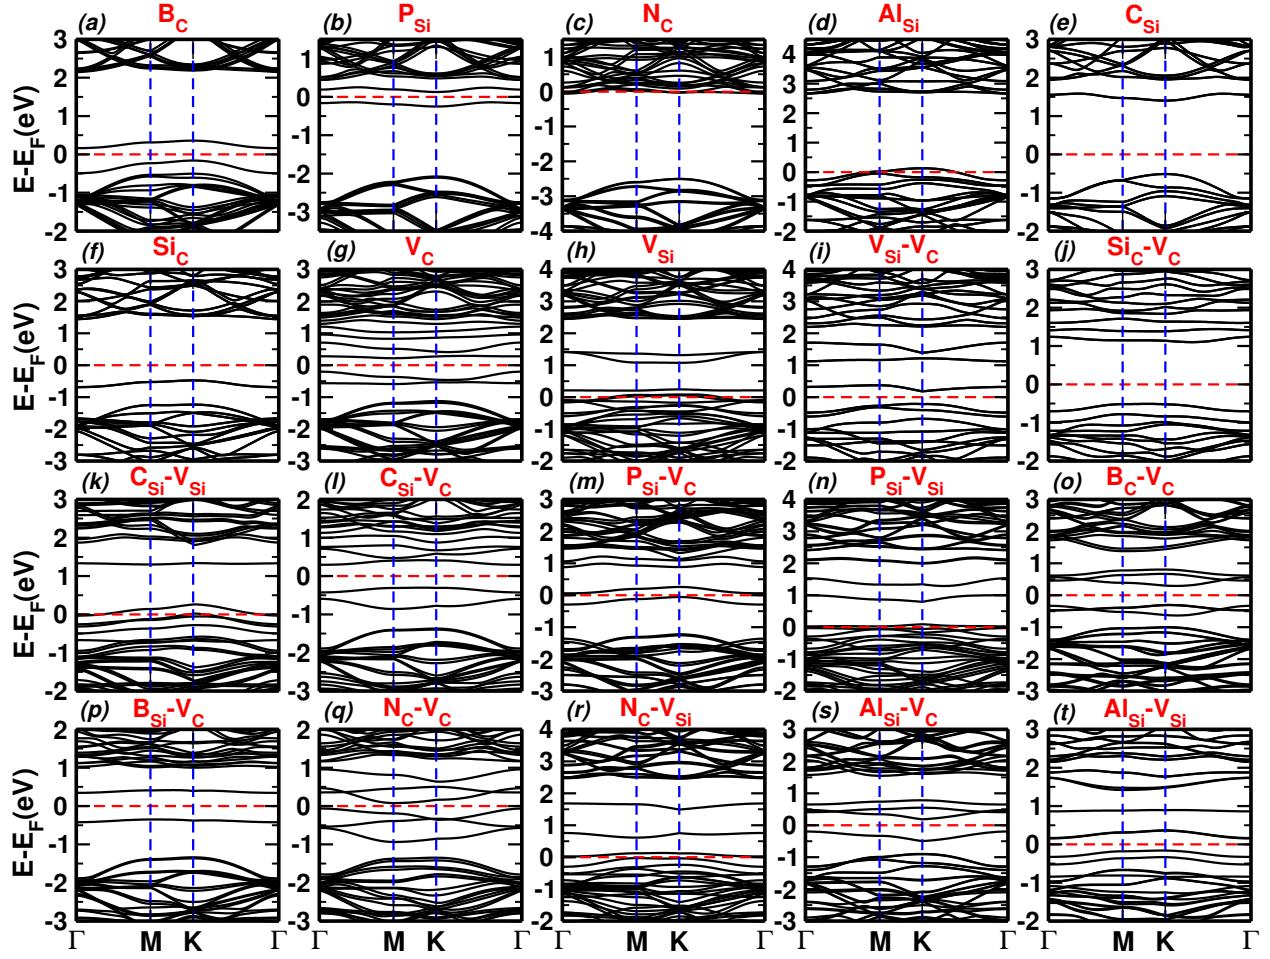 (a) B_C (b) P_Si (c) N_C (d) Al_Si (e) C_Si
E-E_F(eV)
3 2 1 0 -1 -2
1 0 -1 -2 -3
1 0 -1 -2 -3 -4
4 3 2 1 0 -1 -2
3 2 1 0 -1 -2
(f) Si_C (g) V_C (h) V_Si (i) V_Si-V_C (j) Si_C-V_C
E-E_F(eV)
3 2 1 0 -1 -2 -3
3 2 1 0 -1 -2 -3
4 3 2 1 0 -1 -2
4 3 2 1 0 -1 -2
3 2 1 0 -1 -2
(k) C_Si-V_Si (l) C_Si-V_C (m) P_Si-V_C (n) P_Si-V_Si (o) B_C-V_C
E-E_F(eV)
3 2 1 0 -1 -2
2 1 0 -1 -2 -3
3 2 1 0 -1 -2 -3
4 3 2 1 0 -1 -2
3 2 1 0 -1 -2 -3
(p) B_Si-V_C (q) N_C-V_C (r) N_C-V_Si (s) Al_Si-V_C (t) Al_Si-V_Si
E-E_F(eV)
2 1 0 -1 -2 -3
2 1 0 -1 -2 -3
4 3 2 1 0 -1 -2
3 2 1 0 -1 -2 -3
3 2 1 0 -1 -2
Γ M K Γ M K Γ Γ M K Γ Γ M K Γ Γ M K Γ